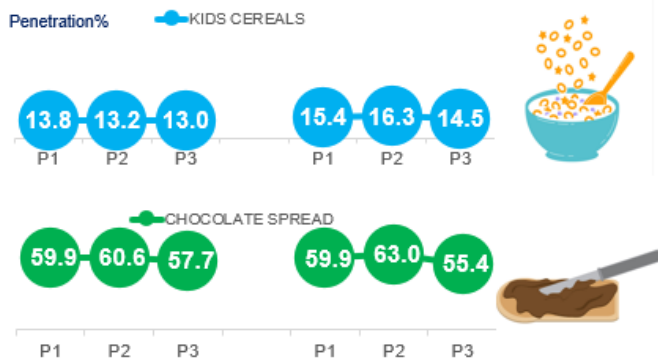 Penetration% KIDS CEREALS
13.8 13.2 13.0 15.4 16.3 14.5
P1 P2 P3 P1 P2 P3
CHOCOLATE SPREAD
59.9 60.6 57.7 59.9 63.0 55.4
P1 P2 P3 P1 P2 P3